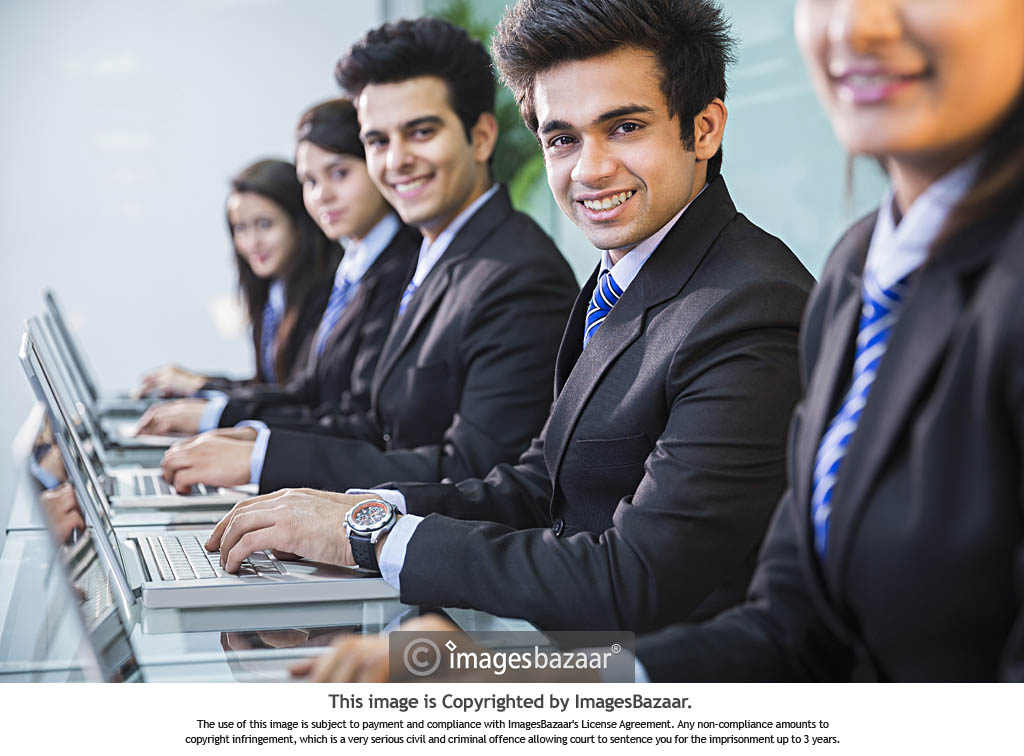 © imagesbazaar®
This image is Copyrighted by ImagesBazaar.
The use of this image is subject to payment and compliance with ImagesBazaar's License Agreement. Any non-compliance amounts to
copyright infringement, which is a very serious civil and criminal offence allowing court to sentence you for the imprisonment up to 3 years.